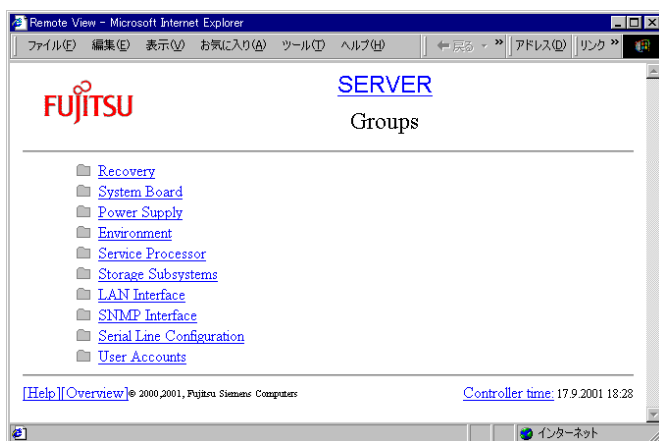 Remote View - Microsoft Internet Explorer
ファイル(F) 編集(E) 表示(V) お気に入り(A) ツール(T) ヘルプ(H) 戻る » アドレス(D) リンク »
FUJITSU
SERVER
Groups
Recovery
System Board
Power Supply
Environment
Service Processor
Storage Subsystems
LAN Interface
SNMP Interface
Serial Line Configuration
User Accounts
[Help][Overview]© 2000,2001, Fujitsu Siemens Computers Controller time: 17.9.2001 18:28
インターネット